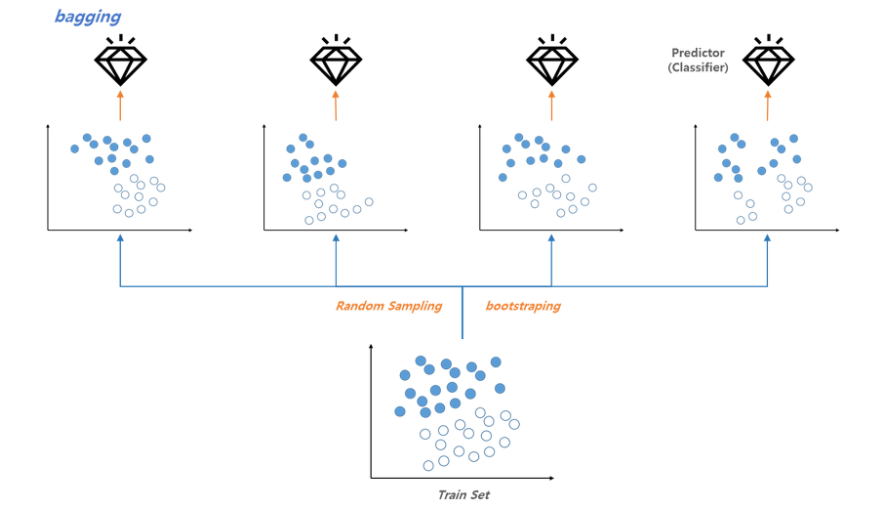 bagging
Predictor
(Classifier)
Random Sampling
bootstraping
Train Set